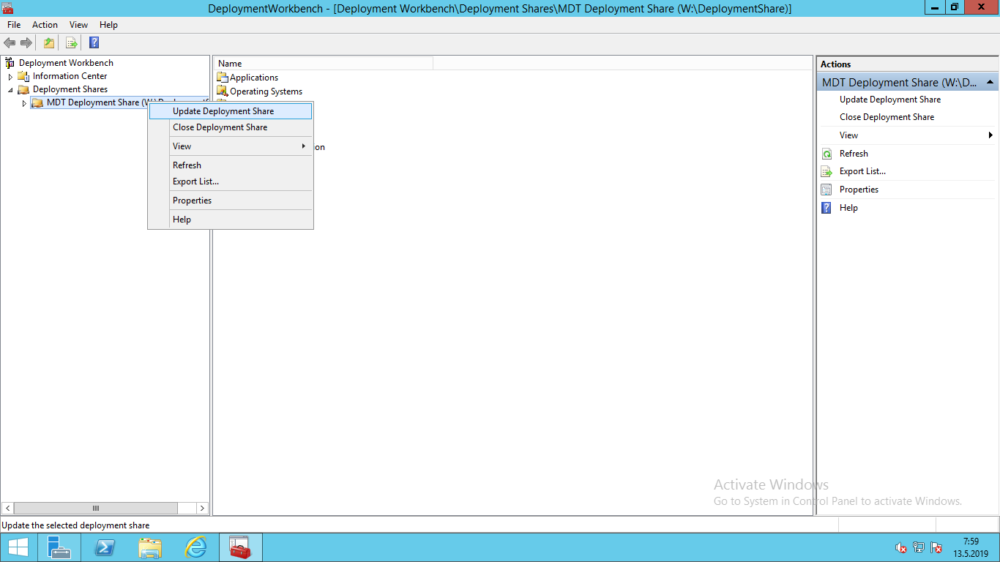 DeploymentWorkbench - [Deployment Workbench\Deployment Shares\MDT Deployment Share (W:\DeploymentShare)]
File Action View Help
Deployment Workbench
Information Center
Deployment Shares
MDT Deployment Share (
Name
Applications
Operating Systems
on
Update Deployment Share
Close Deployment Share
View
Refresh
Export List...
Properties
Help
Actions
MDT Deployment Share (W:\D...
Update Deployment Share
Close Deployment Share
View
Refresh
Export List...
Properties
Help
Activate Windows
Go to System in Control Panel to activate Windows.
Update the selected deployment share
7:59
13.5.2019